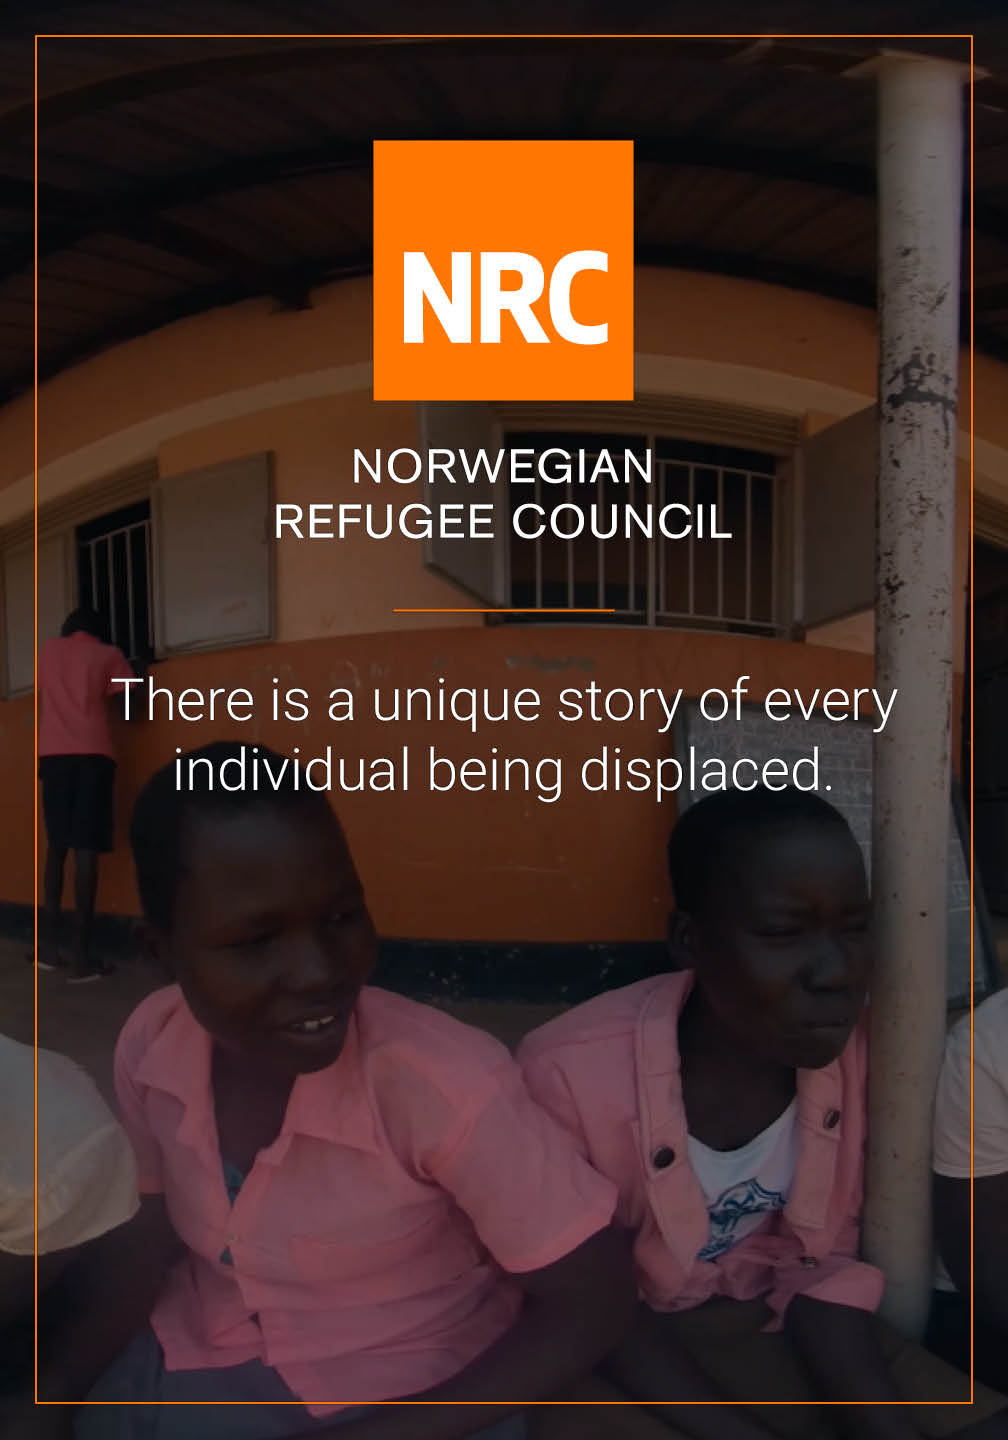 NRC
NORWEGIAN
REFUGEE COUNCIL
There is a unique story of every
individual being displaced.